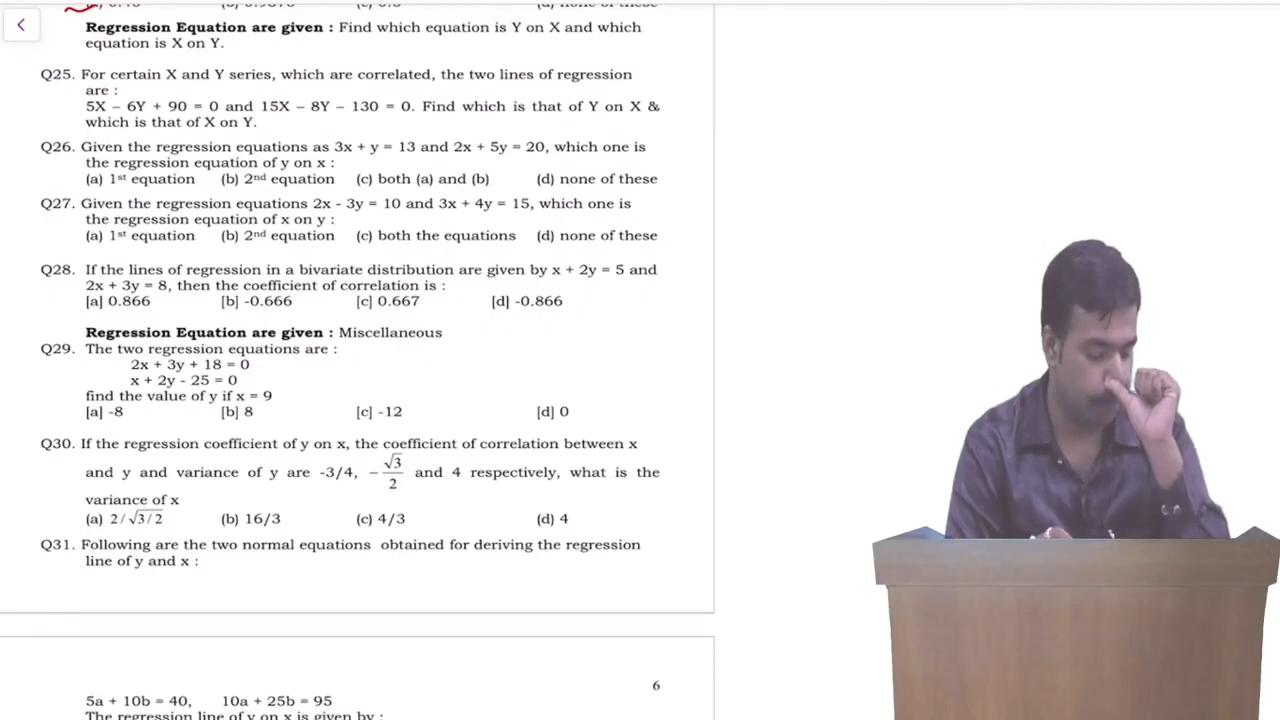 Regression Equation are given : Find which equation is Y on X and which
equation is X on Y.
Q25. For certain X and Y series, which are correlated, the two lines of regression
are :
5X – 6Y + 90 = 0 and 15X – 8Y – 130 = 0. Find which is that of Y on X &
which is that of X on Y.
Q26. Given the regression equations as 3x + y = 13 and 2x + 5y = 20, which one is
the regression equation of y on x :
(a) 1st equation (b) 2nd equation (c) both (a) and (b) (d) none of these
Q27. Given the regression equations 2x - 3y = 10 and 3x + 4y = 15, which one is
the regression equation of x on y :
(a) 1st equation (b) 2nd equation (c) both the equations (d) none of these
Q28. If the lines of regression in a bivariate distribution are given by x + 2y = 5 and
2x + 3y = 8, then the coefficient of correlation is :
[a] 0.866 [b] -0.666 [c] 0.667 [d] -0.866
Regression Equation are given : Miscellaneous
Q29. The two regression equations are :
2x + 3y + 18 = 0
x + 2y - 25 = 0
find the value of y if x = 9
[a] -8 [b] 8 [c] -12 [d] 0
Q30. If the regression coefficient of y on x, the coefficient of correlation between x
and y and variance of y are -3/4, –√3/2 and 4 respectively, what is the
variance of x
(a) 2/√3/2 (b) 16/3 (c) 4/3 (d) 4
Q31. Following are the two normal equations obtained for deriving the regression
line of y and x :
6
5a + 10b = 40, 10a + 25b = 95
The regression line of y on x is given by :